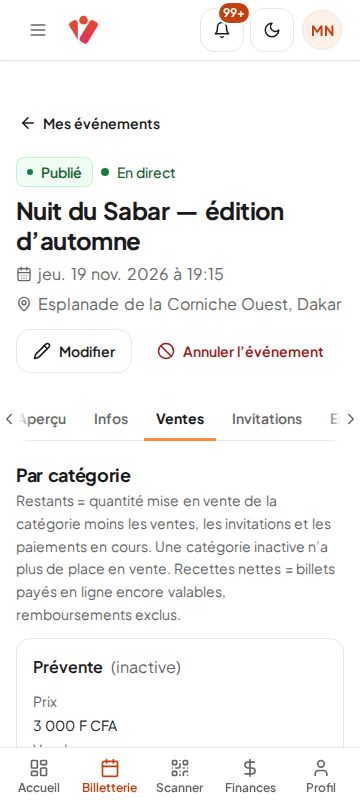 99+
MN
Mes événements
Publié
En direct
Nuit du Sabar — édition
d'automne
jeu. 19 nov. 2026 à 19:15
Esplanade de la Corniche Ouest, Dakar
Modifier
Annuler l'événement
Aperçu Infos Ventes Invitations
Par catégorie
Restants = quantité mise en vente de la
catégorie moins les ventes, les invitations et les
paiements en cours. Une catégorie inactive n'a
plus de place en vente. Recettes nettes = billets
payés en ligne encore valables,
remboursements exclus.
Prévente (inactive)
Prix
3 000 F CFA
Accueil Billetterie Scanner Finances Profil